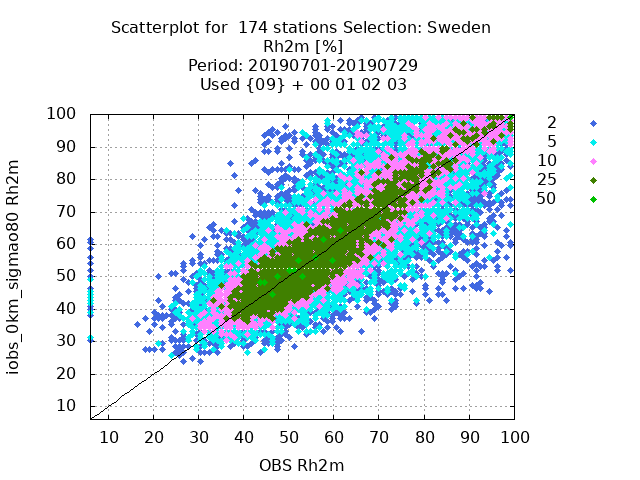 Scatterplot for  174 stations Selection: Sweden
Rh2m [%]
Period: 20190701-20190729
Used {09} + 00 01 02 03
iobs_0km_sigmao80 Rh2m
100
90
80
70
60
50
40
30
20
10
10 20 30 40 50 60 70 80 90 100
OBS Rh2m
2
5
10
25
50